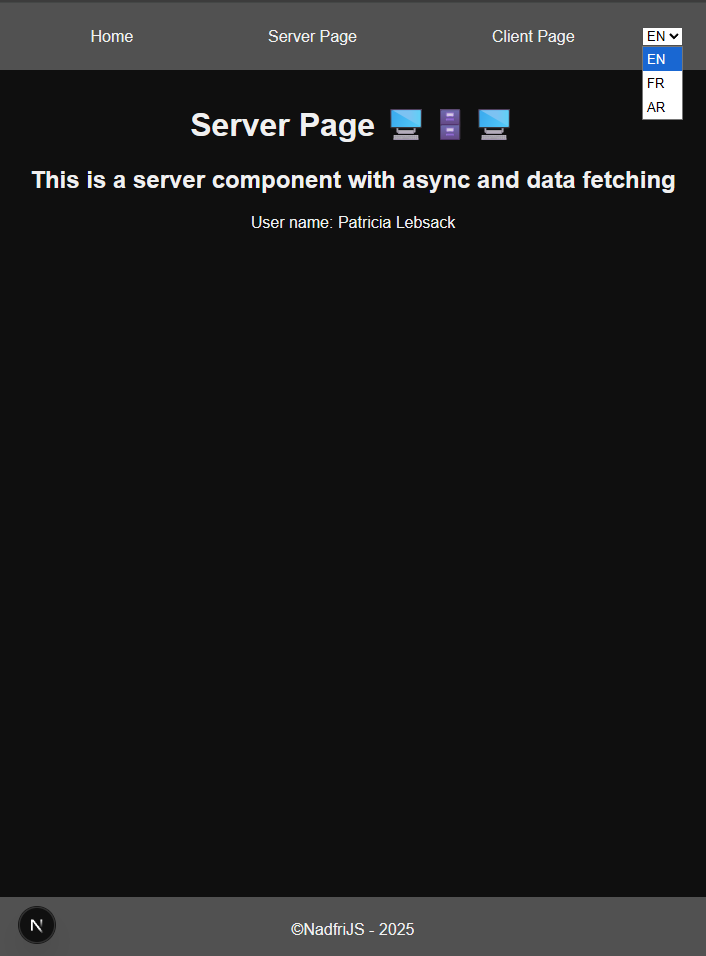 Home Server Page Client Page EN
EN
FR
AR
Server Page
This is a server component with async and data fetching
User name: Patricia Lebsack
N
©NadfriJS - 2025